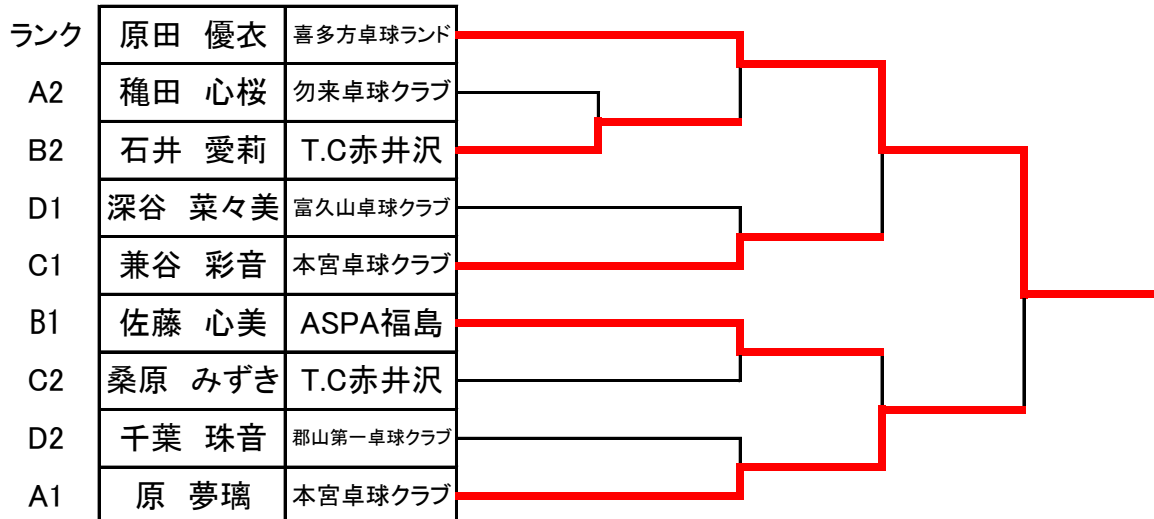 ランク 原田 優衣 喜多方卓球ランド
A2 穐田 心桜 勿来卓球クラブ
B2 石井 愛莉 T.C赤井沢
D1 深谷 菜々美 富久山卓球クラブ
C1 兼谷 彩音 本宮卓球クラブ
B1 佐藤 心美 ASPA福島
C2 桑原 みずき T.C赤井沢
D2 千葉 珠音 郡山第一卓球クラブ
A1 原 夢璃 本宮卓球クラブ